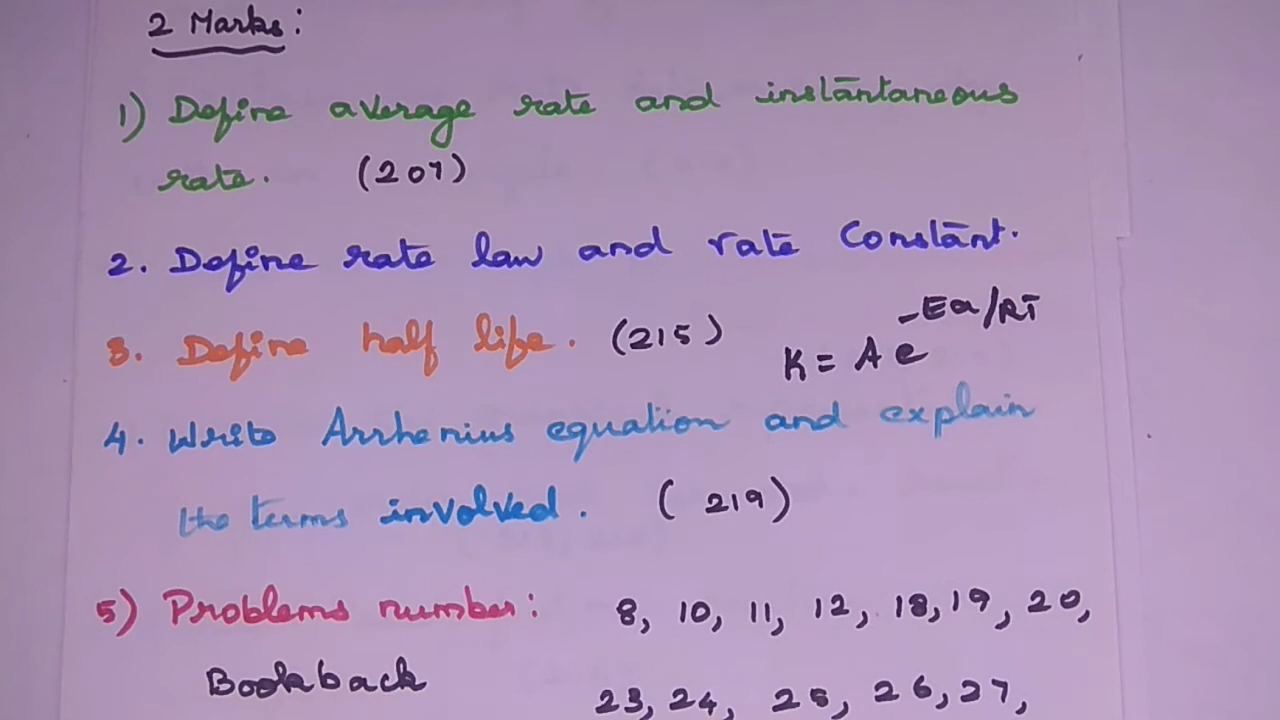 2 Marks:
1) Define average rate and instantaneous
rate. (207)
2. Define rate law and rate Constant.
3. Define half life. (215)
K = A e -Ea/RT
4. Write Arrhenius equation and explain
the terms involved. (219)
5) Problems number: 8, 10, 11, 12, 18, 19, 20,
Bookback 23, 24, 25, 26, 27,